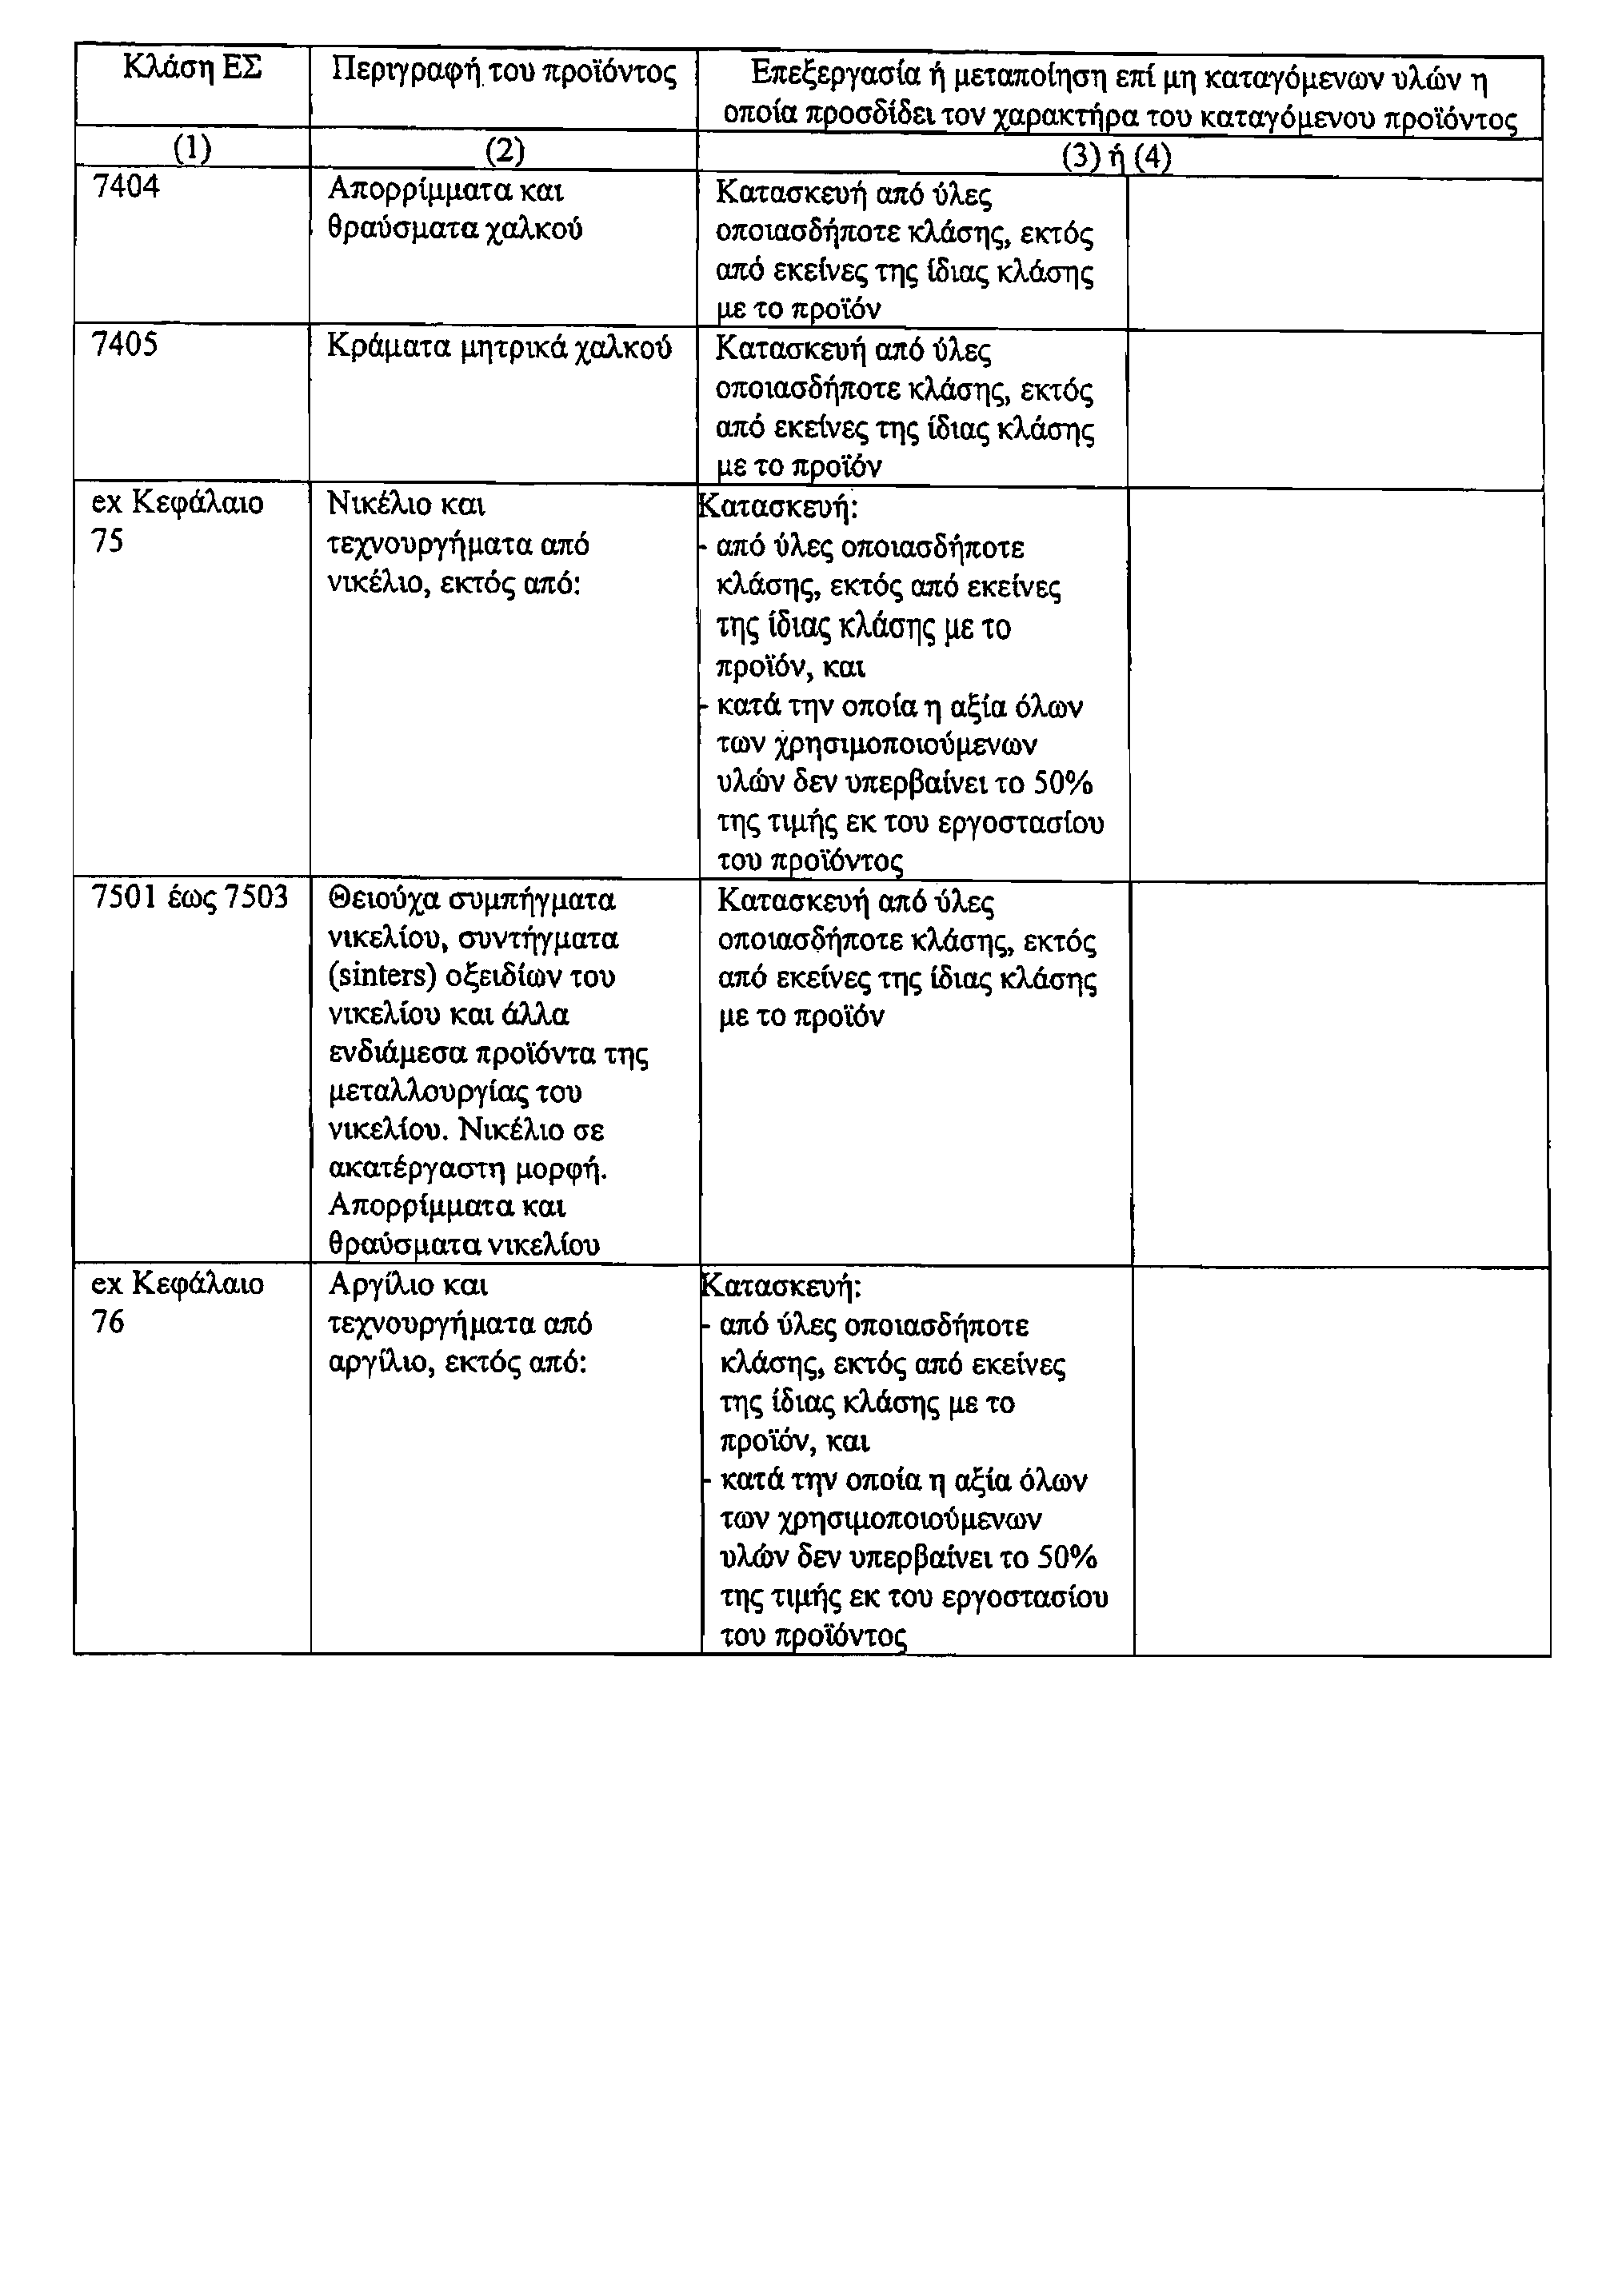 Κλάση ΕΣ
Περιγραφή του προϊόντος
Επεξεργασία ή μεταποίηση επί μη καταγόμενων υλών η
οποία προσδίδει τον χαρακτήρα του καταγόμενου προϊόντος
(1)
(2)
(3) ή (4)
7404
Απορρίμματα και
θραύσματα χαλκού
Κατασκευή από ύλες
οποιασδήποτε κλάσης, εκτός
από εκείνες της ίδιας κλάσης
με το προϊόν
7405
Κράματα μητρικά χαλκού
Κατασκευή από ύλες
οποιασδήποτε κλάσης, εκτός
από εκείνες της ίδιας κλάσης
με το προϊόν
ex Κεφάλαιο
75
Νικέλιο και
τεχνουργήματα από
νικέλιο, εκτός από:
Κατασκευή:
- από ύλες οποιασδήποτε
κλάσης, εκτός από εκείνες
της ίδιας κλάσης με το
προϊόν, και
- κατά την οποία η αξία όλων
των χρησιμοποιούμενων
υλών δεν υπερβαίνει το 50%
της τιμής εκ του εργοστασίου
του προϊόντος
7501 έως 7503
Θειούχα συμπήγματα
νικελίου, συντήγματα
(sinters) οξειδίων του
νικελίου και άλλα
ενδιάμεσα προϊόντα της
μεταλλουργίας του
νικελίου. Νικέλιο σε
ακατέργαστη μορφή.
Απορρίμματα και
θραύσματα νικελίου
Κατασκευή από ύλες
οποιασδήποτε κλάσης, εκτός
από εκείνες της ίδιας κλάσης
με το προϊόν
ex Κεφάλαιο
76
Αργίλιο και
τεχνουργήματα από
αργίλιο, εκτός από:
Κατασκευή:
- από ύλες οποιασδήποτε
κλάσης, εκτός από εκείνες
της ίδιας κλάσης με το
προϊόν, και
- κατά την οποία η αξία όλων
των χρησιμοποιούμενων
υλών δεν υπερβαίνει το 50%
της τιμής εκ του εργοστασίου
του προϊόντος